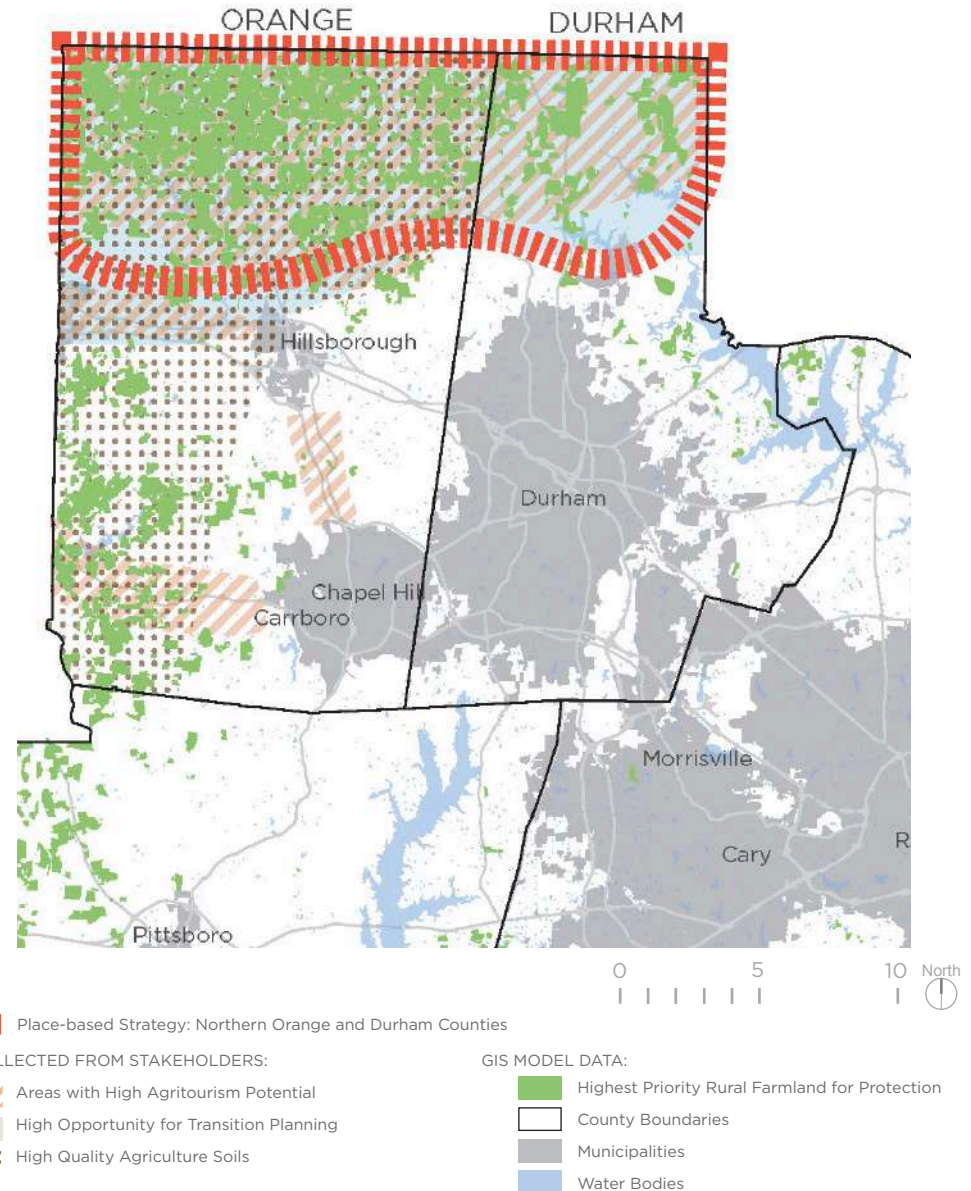 ORANGE
DURHAM
Hillsborough
Durham
Chapel Hill
Carrboro
Morrisville
Cary
R
Pittsboro
0 5 10 North
Place-based Strategy: Northern Orange and Durham Counties
LLECTED FROM STAKEHOLDERS:
Areas with High Agritourism Potential
High Opportunity for Transition Planning
High Quality Agriculture Soils
GIS MODEL DATA:
Highest Priority Rural Farmland for Protection
County Boundaries
Municipalities
Water Bodies